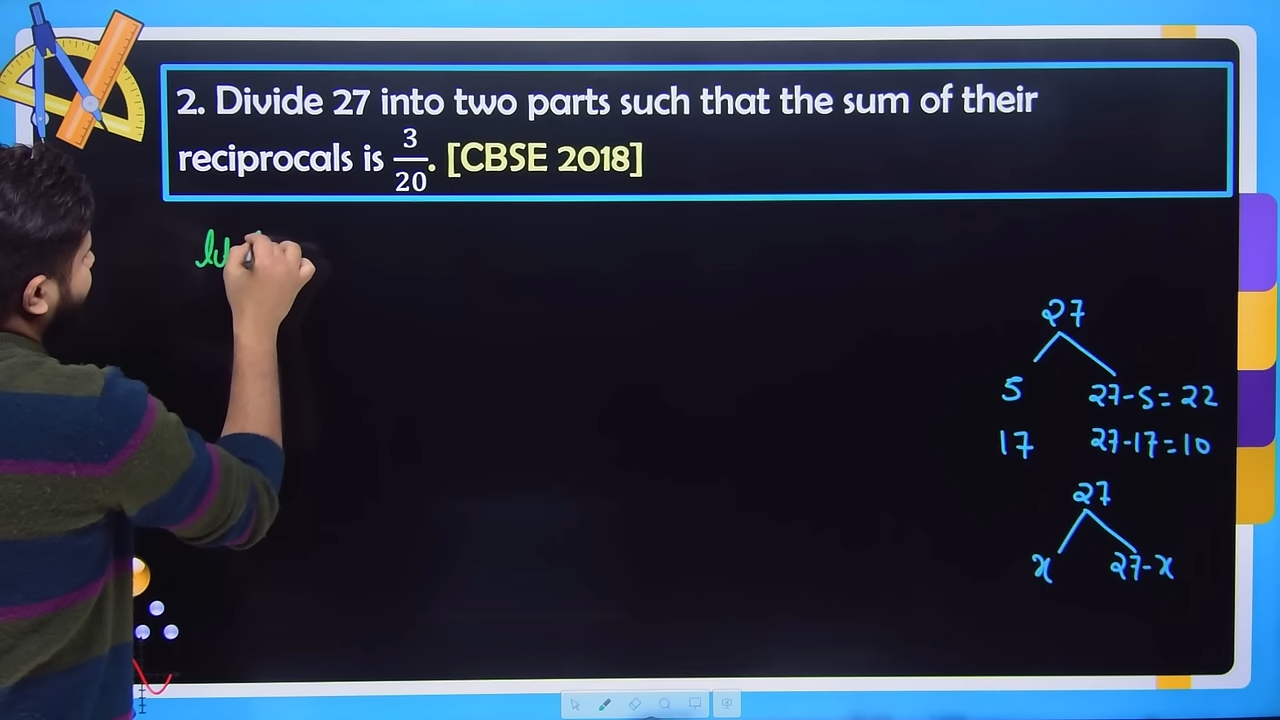 2. Divide 27 into two parts such that the sum of their
reciprocals is 3/20. [CBSE 2018]
27
5 27-5=22
17 27-17=10
27
x 27-x